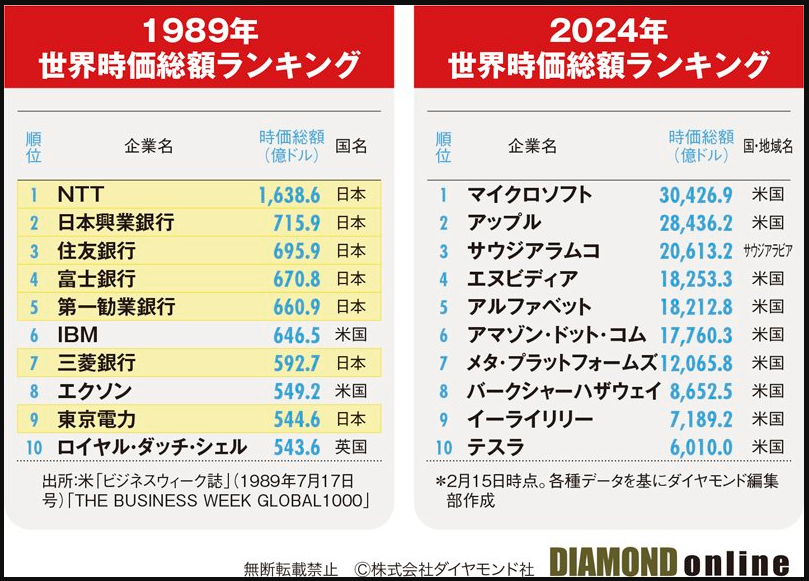 1989年
世界時価総額ランキング
順位 企業名 時価総額(億ドル) 国名
1 NTT 1,638.6 日本
2 日本興業銀行 715.9 日本
3 住友銀行 695.9 日本
4 富士銀行 670.8 日本
5 第一勧業銀行 660.9 日本
6 IBM 646.5 米国
7 三菱銀行 592.7 日本
8 エクソン 549.2 米国
9 東京電力 544.6 日本
10 ロイヤル・ダッチ・シェル 543.6 英国
出所:米「ビジネスウィーク誌」(1989年7月17日
号)「THE BUSINESS WEEK GLOBAL1000」
2024年
世界時価総額ランキング
順位 企業名 時価総額(億ドル) 国・地域名
1 マイクロソフト 30,426.9 米国
2 アップル 28,436.2 米国
3 サウジアラムコ 20,613.2 サウジアラビア
4 エヌビディア 18,253.3 米国
5 アルファベット 18,212.8 米国
6 アマゾン・ドット・コム 17,760.3 米国
7 メタ・プラットフォームズ 12,065.8 米国
8 バークシャーハザウェイ 8,652.5 米国
9 イーライリリー 7,189.2 米国
10 テスラ 6,010.0 米国
*2月15日時点。各種データを基にダイヤモンド編集
部作成
無断転載禁止 ©株式会社ダイヤモンド社 DIAMOND online